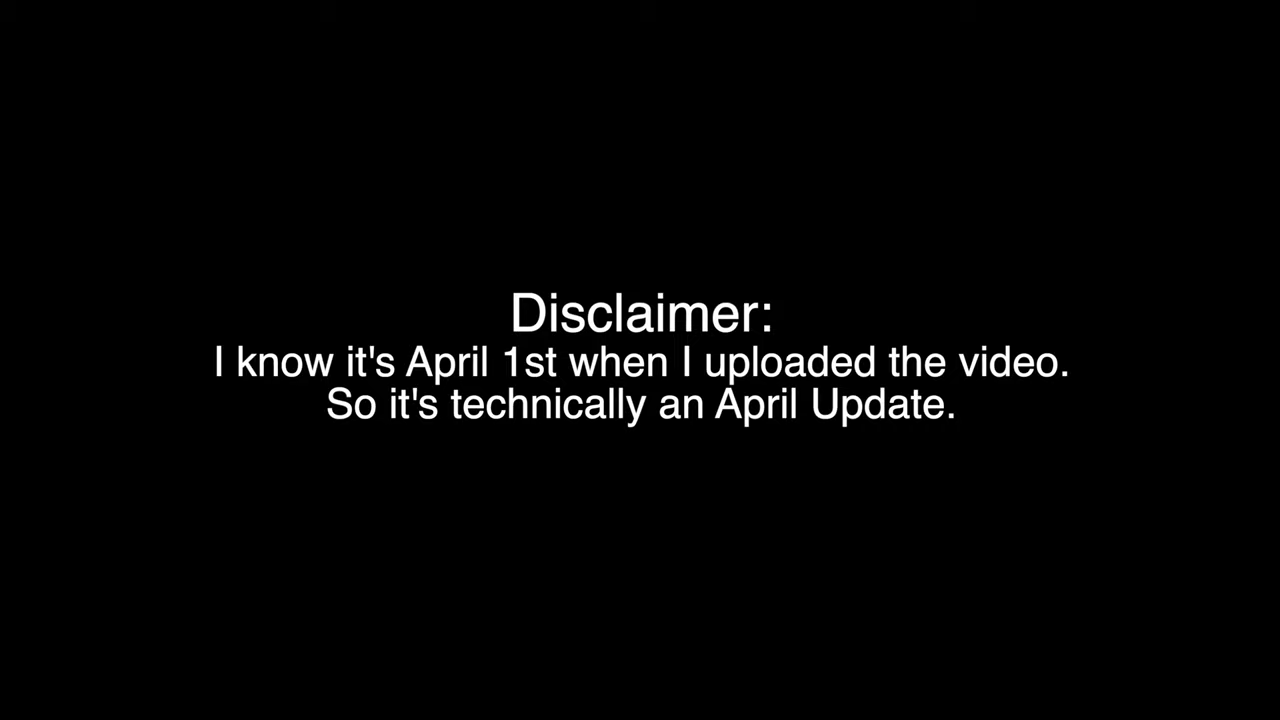 Disclaimer:
I know it's April 1st when I uploaded the video.
So it's technically an April Update.